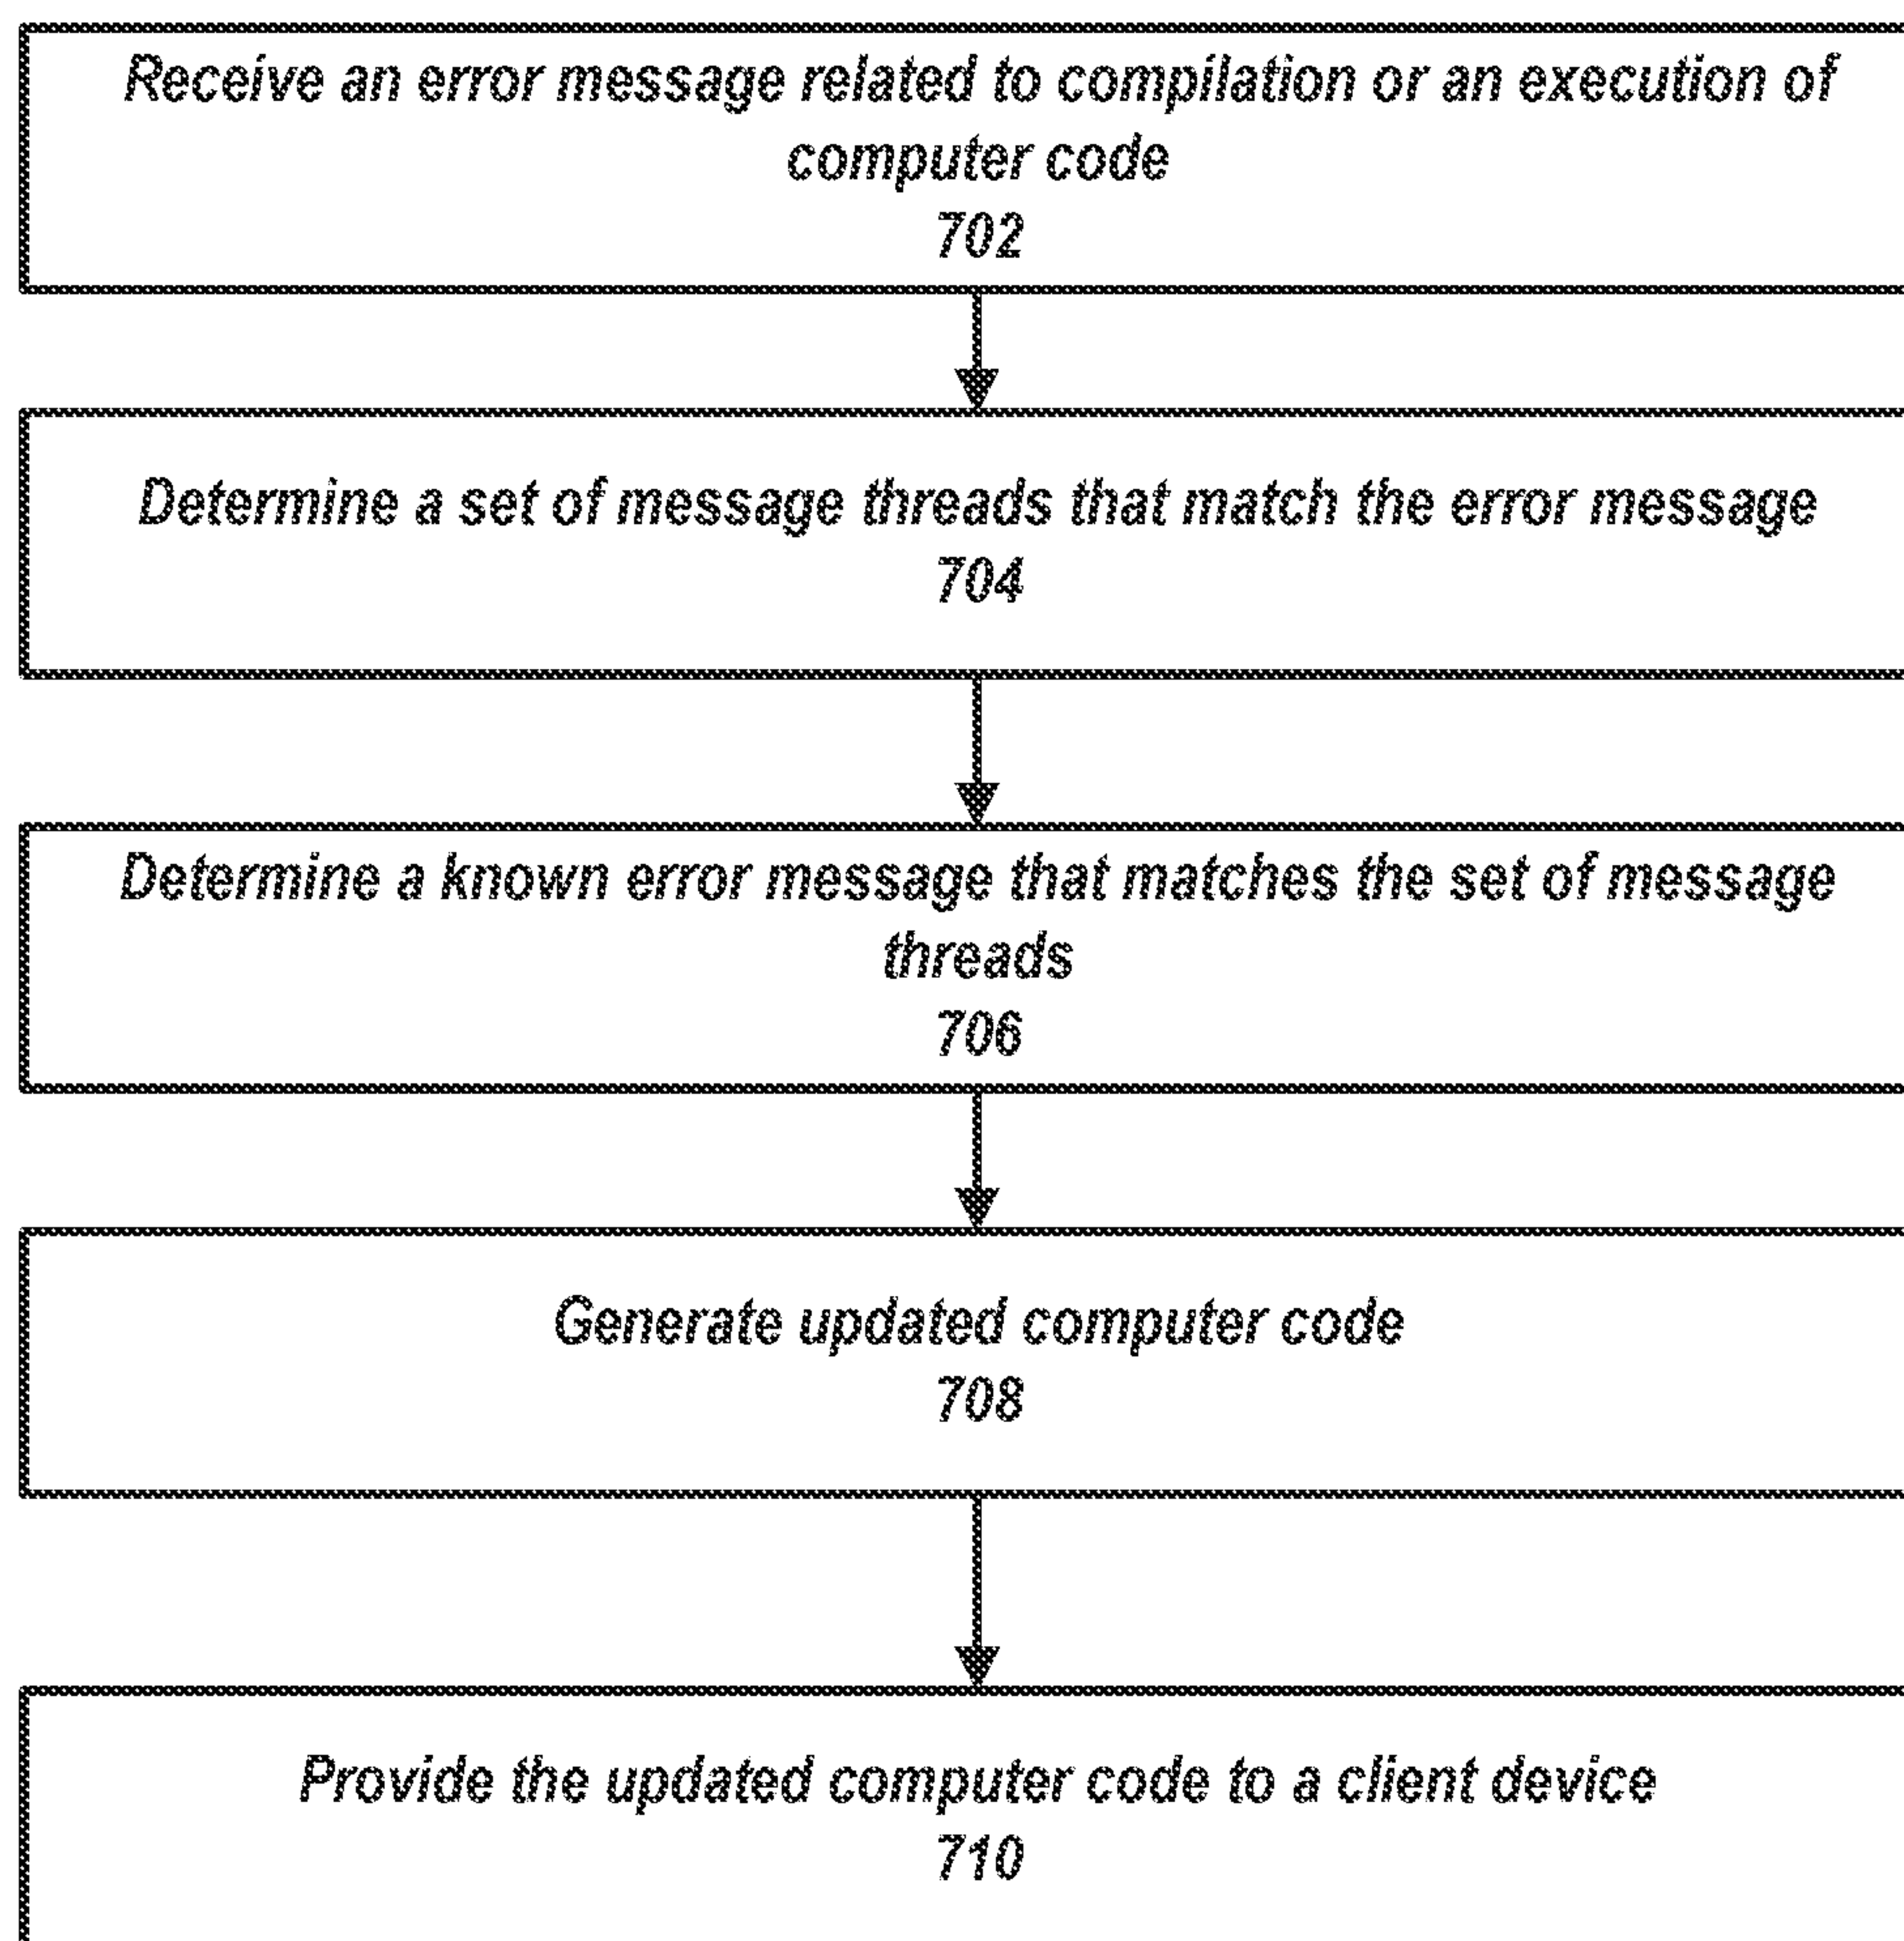 Receive an error message related to compilation or an execution of
computer code
702
Determine a set of message threads that match the error message
704
Determine a known error message that matches the set of message
threads
706
Generate updated computer code
708
Provide the updated computer code to a client device
710